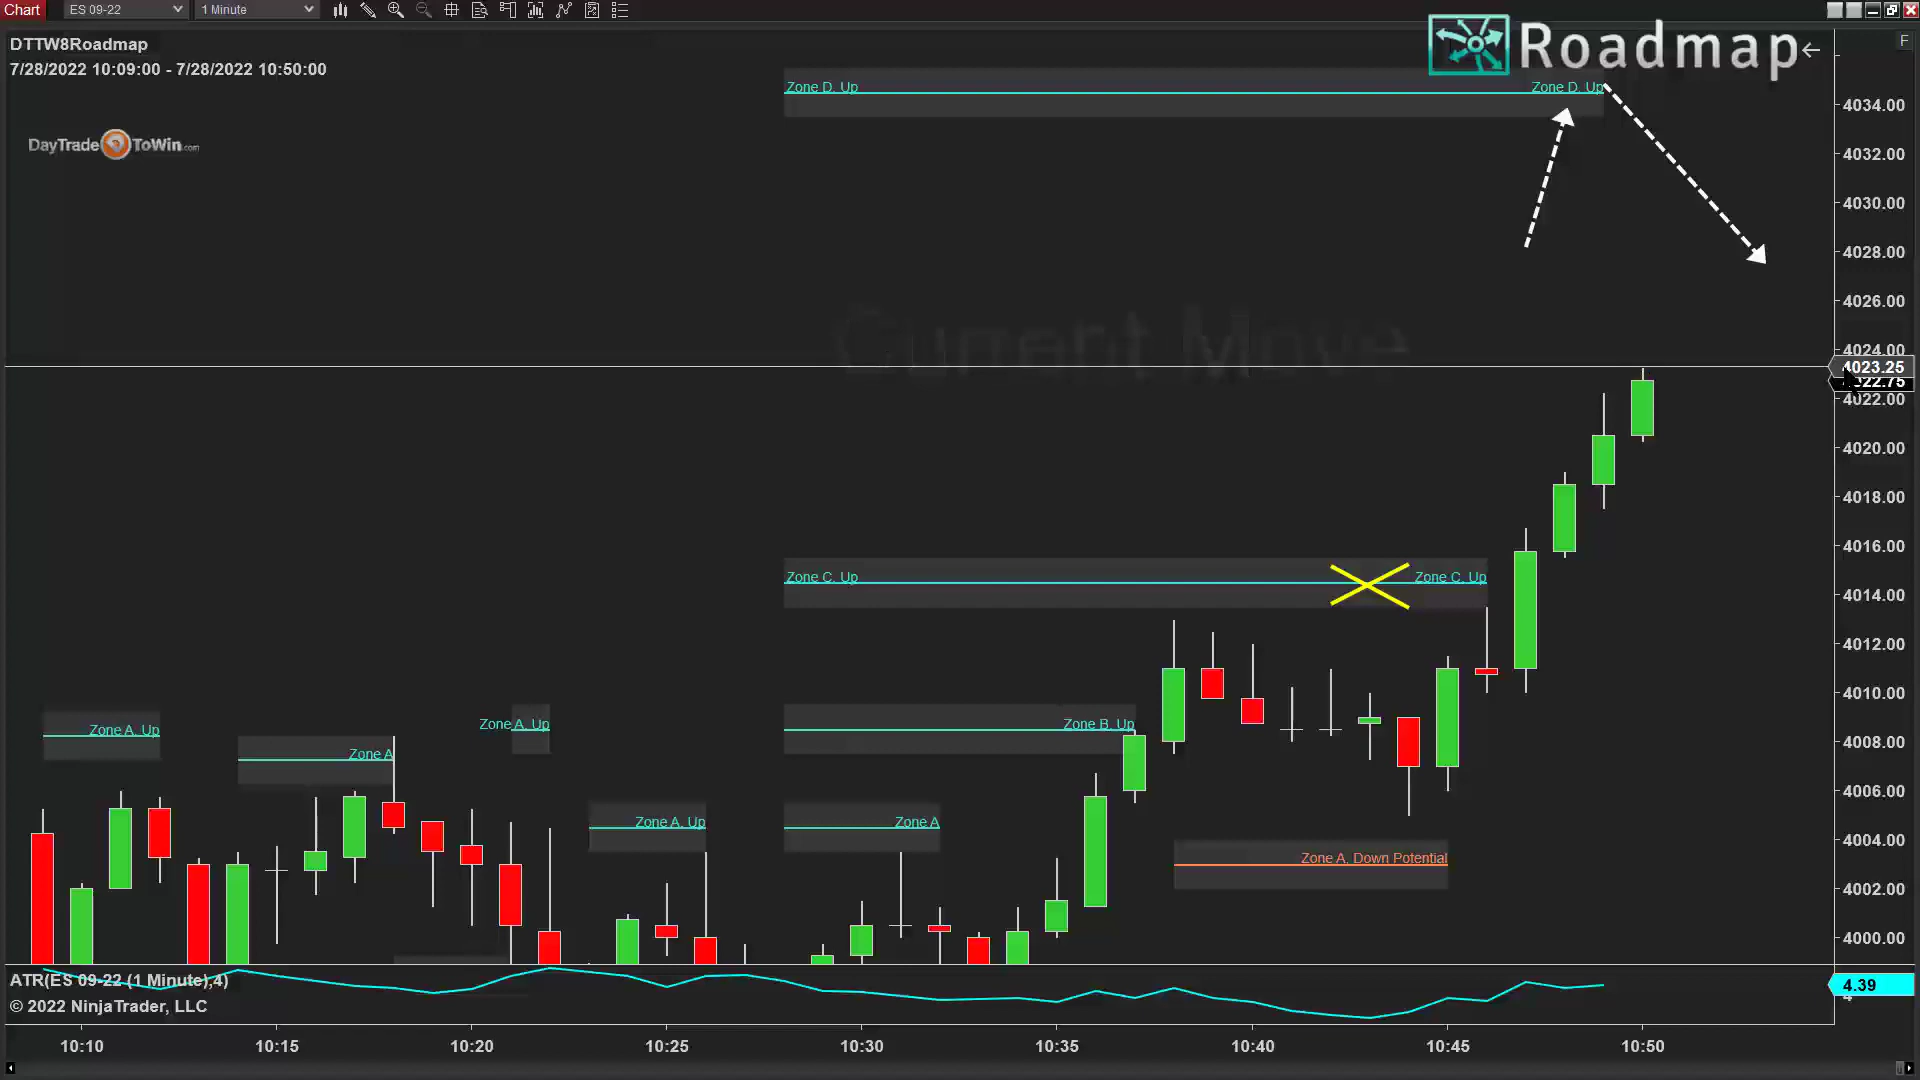 Chart ES 09-22 1 Minute
Roadmap
F
DTTW8Roadmap
7/28/2022 10:09:00 - 7/28/2022 10:50:00
DayTradeToWin.com
Zone D, Up Zone D, Up
4034.00
4032.00
4030.00
4028.00
4026.00
Current Move
4024.00
4023.25
4022.75
4022.00
4020.00
4018.00
4016.00
Zone C, Up Zone C, Up
4014.00
4012.00
4010.00
Zone A, Up Zone A, Up Zone B, Up
Zone A
4008.00
4006.00
Zone A, Up Zone A
4004.00
Zone A, Down Potential
4002.00
4000.00
ATR(ES 09-22 (1 Minute),4)
4.39
4
© 2022 NinjaTrader, LLC
10:10 10:15 10:20 10:25 10:30 10:35 10:40 10:45 10:50